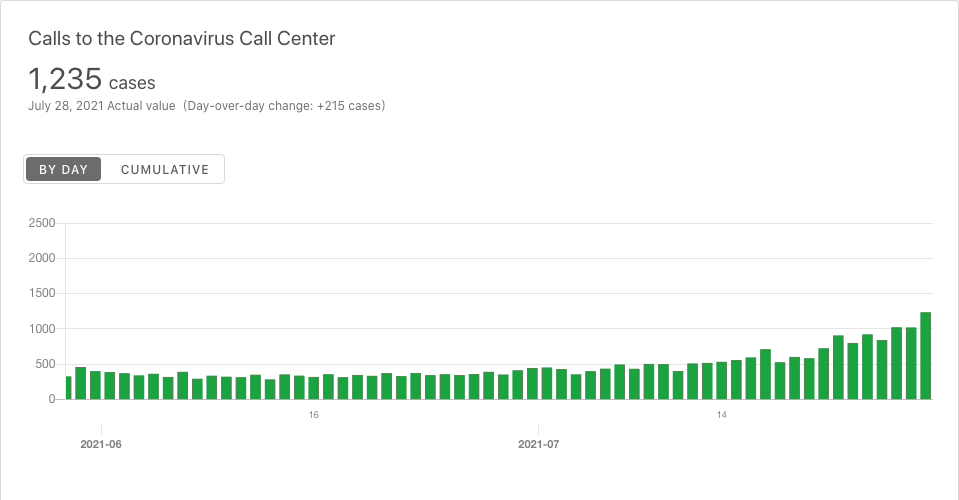 Calls to the Coronavirus Call Center
1,235 cases
July 28, 2021 Actual value (Day-over-day change: +215 cases)
BY DAY CUMULATIVE
2500
2000
1500
1000
500
0
16 14
2021-06 2021-07